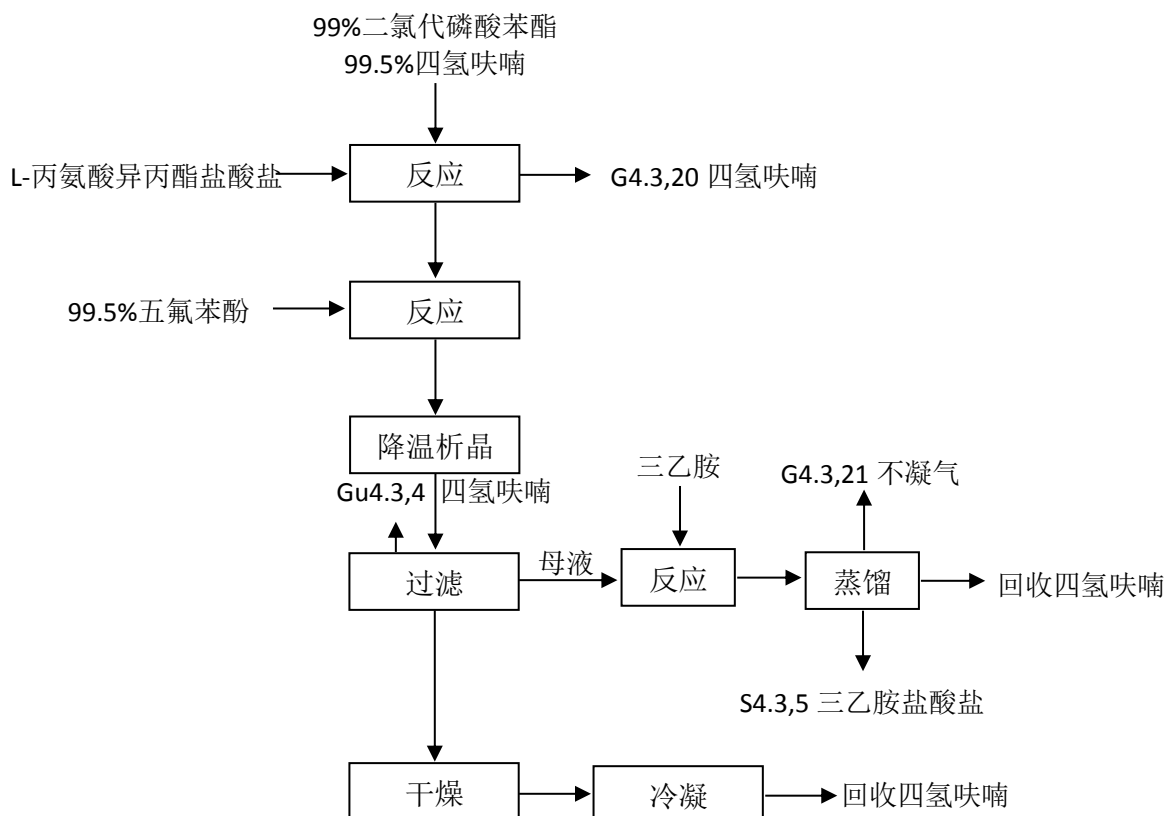 99%二氯代磷酸苯酯
99.5%四氢呋喃
L-丙氨酸异丙酯盐酸盐
反应
G4.3,20 四氢呋喃
99.5%五氟苯酚
反应
降温析晶
三乙胺
G4.3,21 不凝气
Gu4.3,4 四氢呋喃
过滤
母液
反应
蒸馏
回收四氢呋喃
S4.3,5 三乙胺盐酸盐
干燥
冷凝
回收四氢呋喃